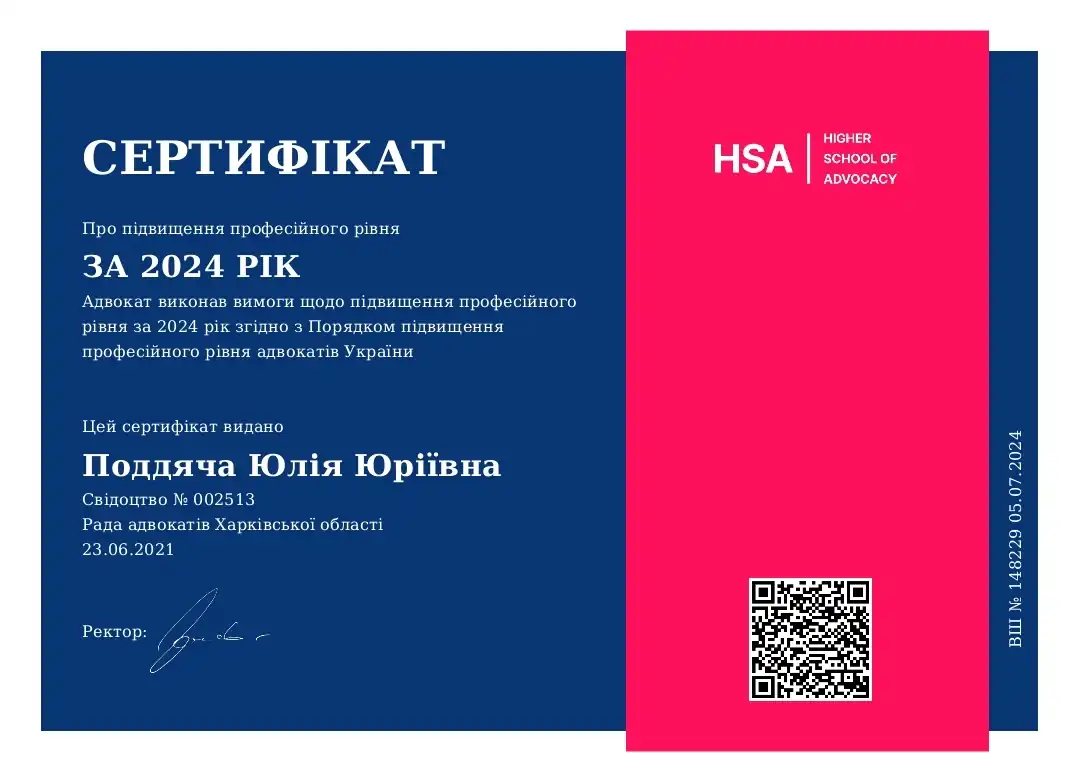 СЕРТИФІКАТ
Про підвищення професійного рівня
ЗА 2024 РІК
Адвокат виконав вимоги щодо підвищення професійного
рівня за 2024 рік згідно з Порядком підвищення
професійного рівня адвокатів України
Цей сертифікат видано
Поддяча Юлія Юріївна
Свідоцтво № 002513
Рада адвокатів Харківської області
23.06.2021
Ректор:
HSA
HIGHER
SCHOOL OF
ADVOCACY
ВШ № 148229 05.07.2024